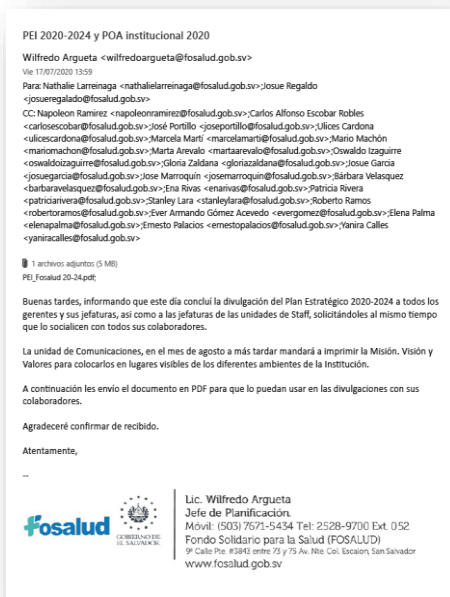 PEI 2020-2024 y POA institucional 2020
Wilfredo Argueta <wilfredoargueta@fosalud.gob.sv>
Vie 17/07/2020 13:59
Para: Nathalie Larreinaga <nathalielarreinaga@fosalud.gob.sv>;Josue Regaldo
<josueregalado@fosalud.gob.sv>
CC: Napoleon Ramirez <napoleonramirez@fosalud.gob.sv>;Carlos Alfonso Escobar Robles
<carlosescobar@fosalud.gob.sv>;José Portillo <joseportillo@fosalud.gob.sv>;Ulices Cardona
<ulicescardona@fosalud.gob.sv>;Marcela Martí <marcelamarti@fosalud.gob.sv>;Mario Machón
<mariomachon@fosalud.gob.sv>;Marta Arevalo <martaarevalo@fosalud.gob.sv>;Oswaldo Izaguirre
<oswaldoizaguirre@fosalud.gob.sv>;Gloria Zaldana <gloriazaldana@fosalud.gob.sv>;Josue Garcia
<josuegarcia@fosalud.gob.sv>;Jose Marroquín <josemarroquin@fosalud.gob.sv>;Bárbara Velasquez
<barbaravelasquez@fosalud.gob.sv>;Ena Rivas <enarivas@fosalud.gob.sv>;Patricia Rivera
<patriciarivera@fosalud.gob.sv>;Stanley Lara <stanleylara@fosalud.gob.sv>;Roberto Ramos
<robertoramos@fosalud.gob.sv>;Ever Armando Gómez Acevedo <evergomez@fosalud.gob.sv>;Elena Palma
<elenapalma@fosalud.gob.sv>;Ernesto Palacios <ernestopalacios@fosalud.gob.sv>;Yanira Calles
<yaniracalles@fosalud.gob.sv>
1 archivos adjuntos (5 MB)
PEI_Fosalud 20-24.pdf;
Buenas tardes, informando que este día concluí la divulgación del Plan Estratégico 2020-2024 a todos los
gerentes y sus jefaturas, asi como a las jefaturas de las unidades de Staff, solicitándoles al mismo tiempo
que lo socialicen con todos sus colaboradores.
La unidad de Comunicaciones, en el mes de agosto a más tardar mandará a imprimir la Misión. Visión y
Valores para colocarlos en lugares visibles de los diferentes ambientes de la Institución.
A continuación les envío el documento en PDF para que lo puedan usar en las divulgaciones con sus
colaboradores.
Agradeceré confirmar de recibido.
Atentamente,
--
fosalud
GOBIERNO DE
EL SALVADOR
Lic. Wilfredo Argueta
Jefe de Planificación.
Móvil: (503) 7671-5434 Tel: 2528-9700 Ext. 052
Fondo Solidario para la Salud (FOSALUD)
9ª Calle Pte. #3843 entre 73 y 75 Av. Nte. Col. Escalon, San Salvador
www.fosalud.gob.sv